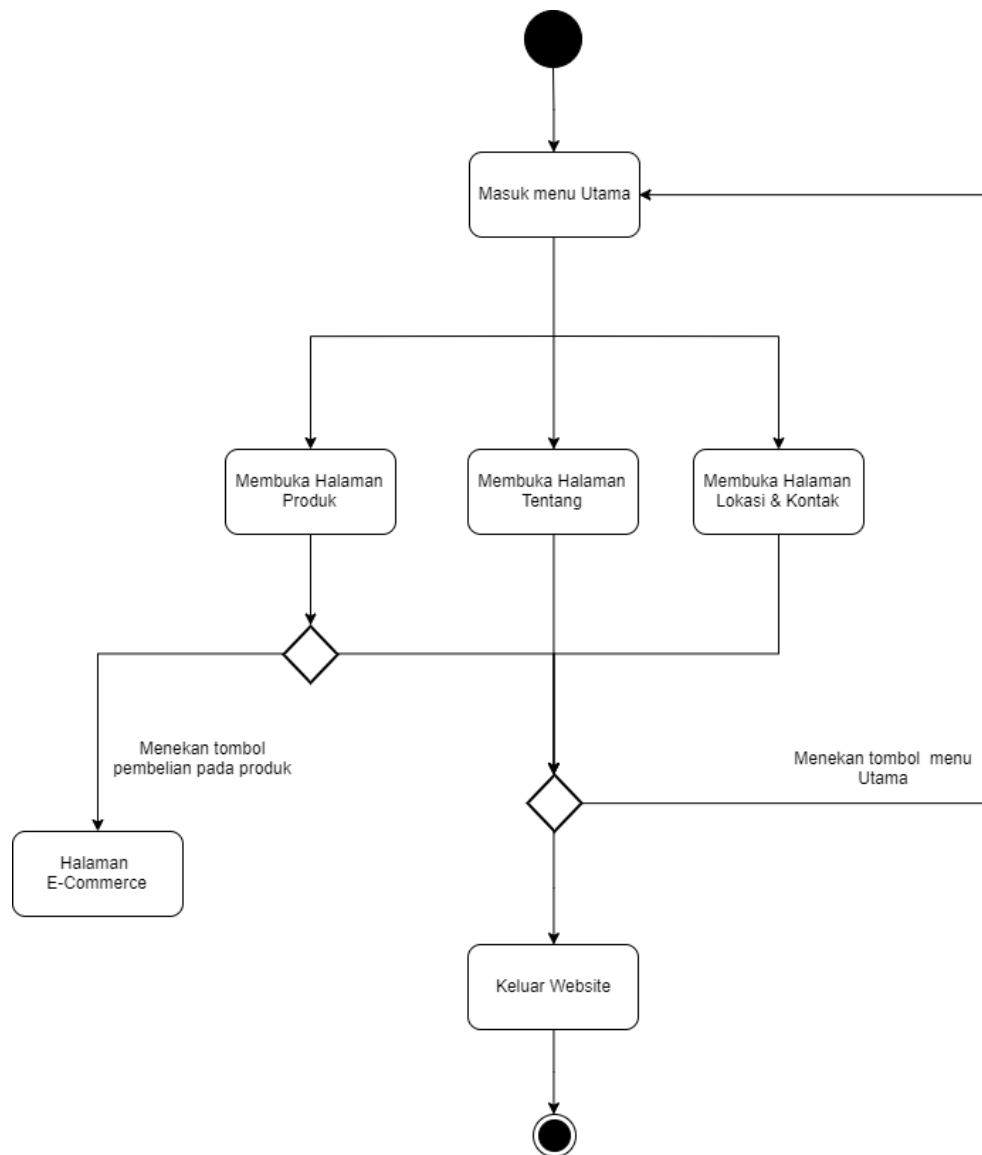 Masuk menu Utama
Membuka Halaman
Produk
Membuka Halaman
Tentang
Membuka Halaman
Lokasi & Kontak
Menekan tombol
pembelian pada produk
Menekan tombol  menu
Utama
Halaman
E-Commerce
Keluar Website